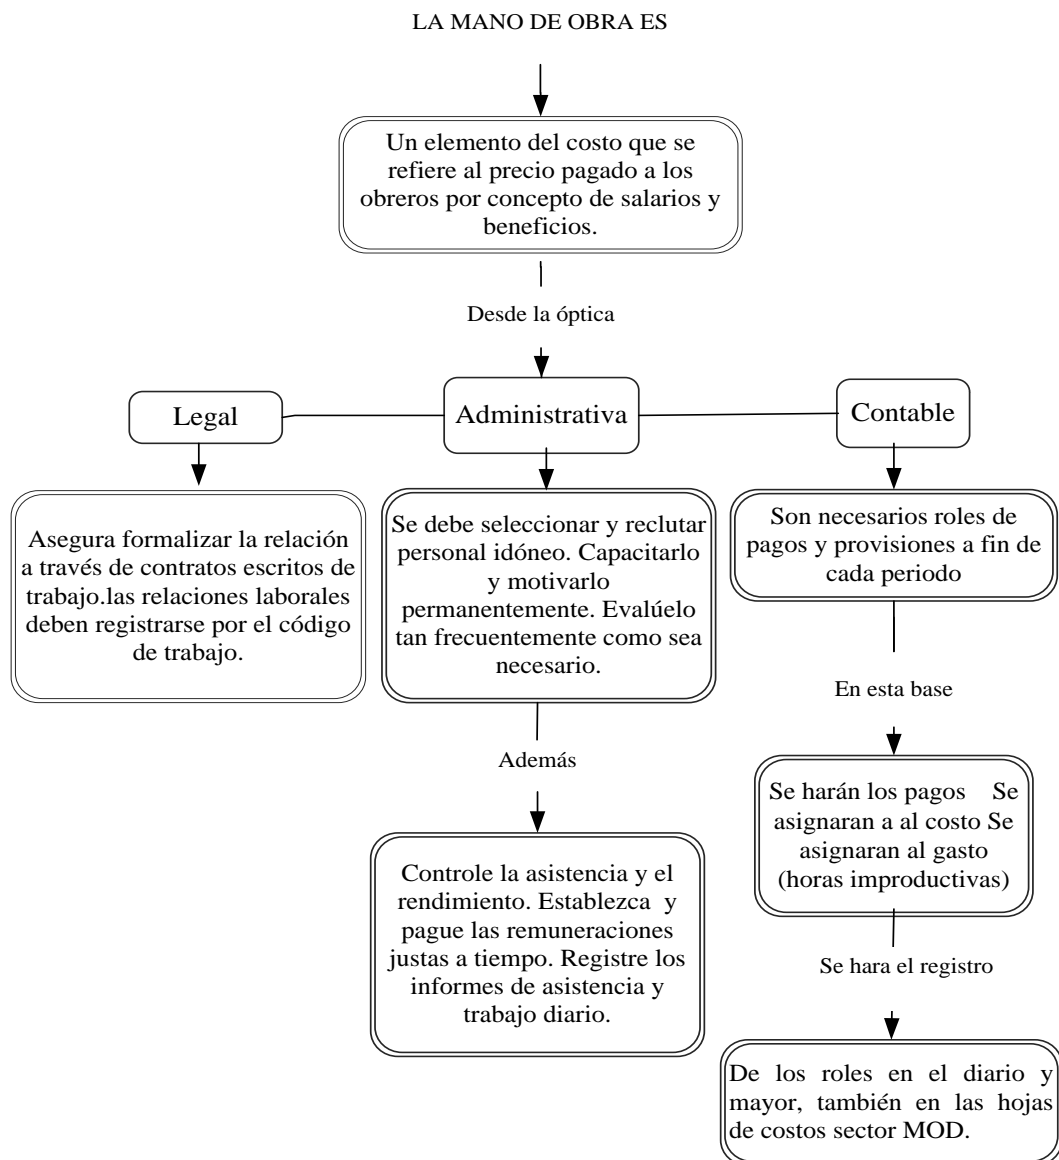 LA MANO DE OBRA ES
Un elemento del costo que se
refiere al precio pagado a los
obreros por concepto de salarios y
beneficios.
Desde la óptica
Legal
Administrativa
Contable
Asegura formalizar la relación
a través de contratos escritos de
trabajo.las relaciones laborales
deben registrarse por el código
de trabajo.
Se debe seleccionar y reclutar
personal idóneo. Capacitarlo
y motivarlo
permanentemente. Evalúelo
tan frecuentemente como sea
necesario.
Son necesarios roles de
pagos y provisiones a fin de
cada periodo
Además
En esta base
Controle la asistencia y el
rendimiento. Establezca y
pague las remuneraciones
justas a tiempo. Registre los
informes de asistencia y
trabajo diario.
Se harán los pagos Se
asignaran a al costo Se
asignaran al gasto
(horas improductivas)
Se hara el registro
De los roles en el diario y
mayor, también en las hojas
de costos sector MOD.